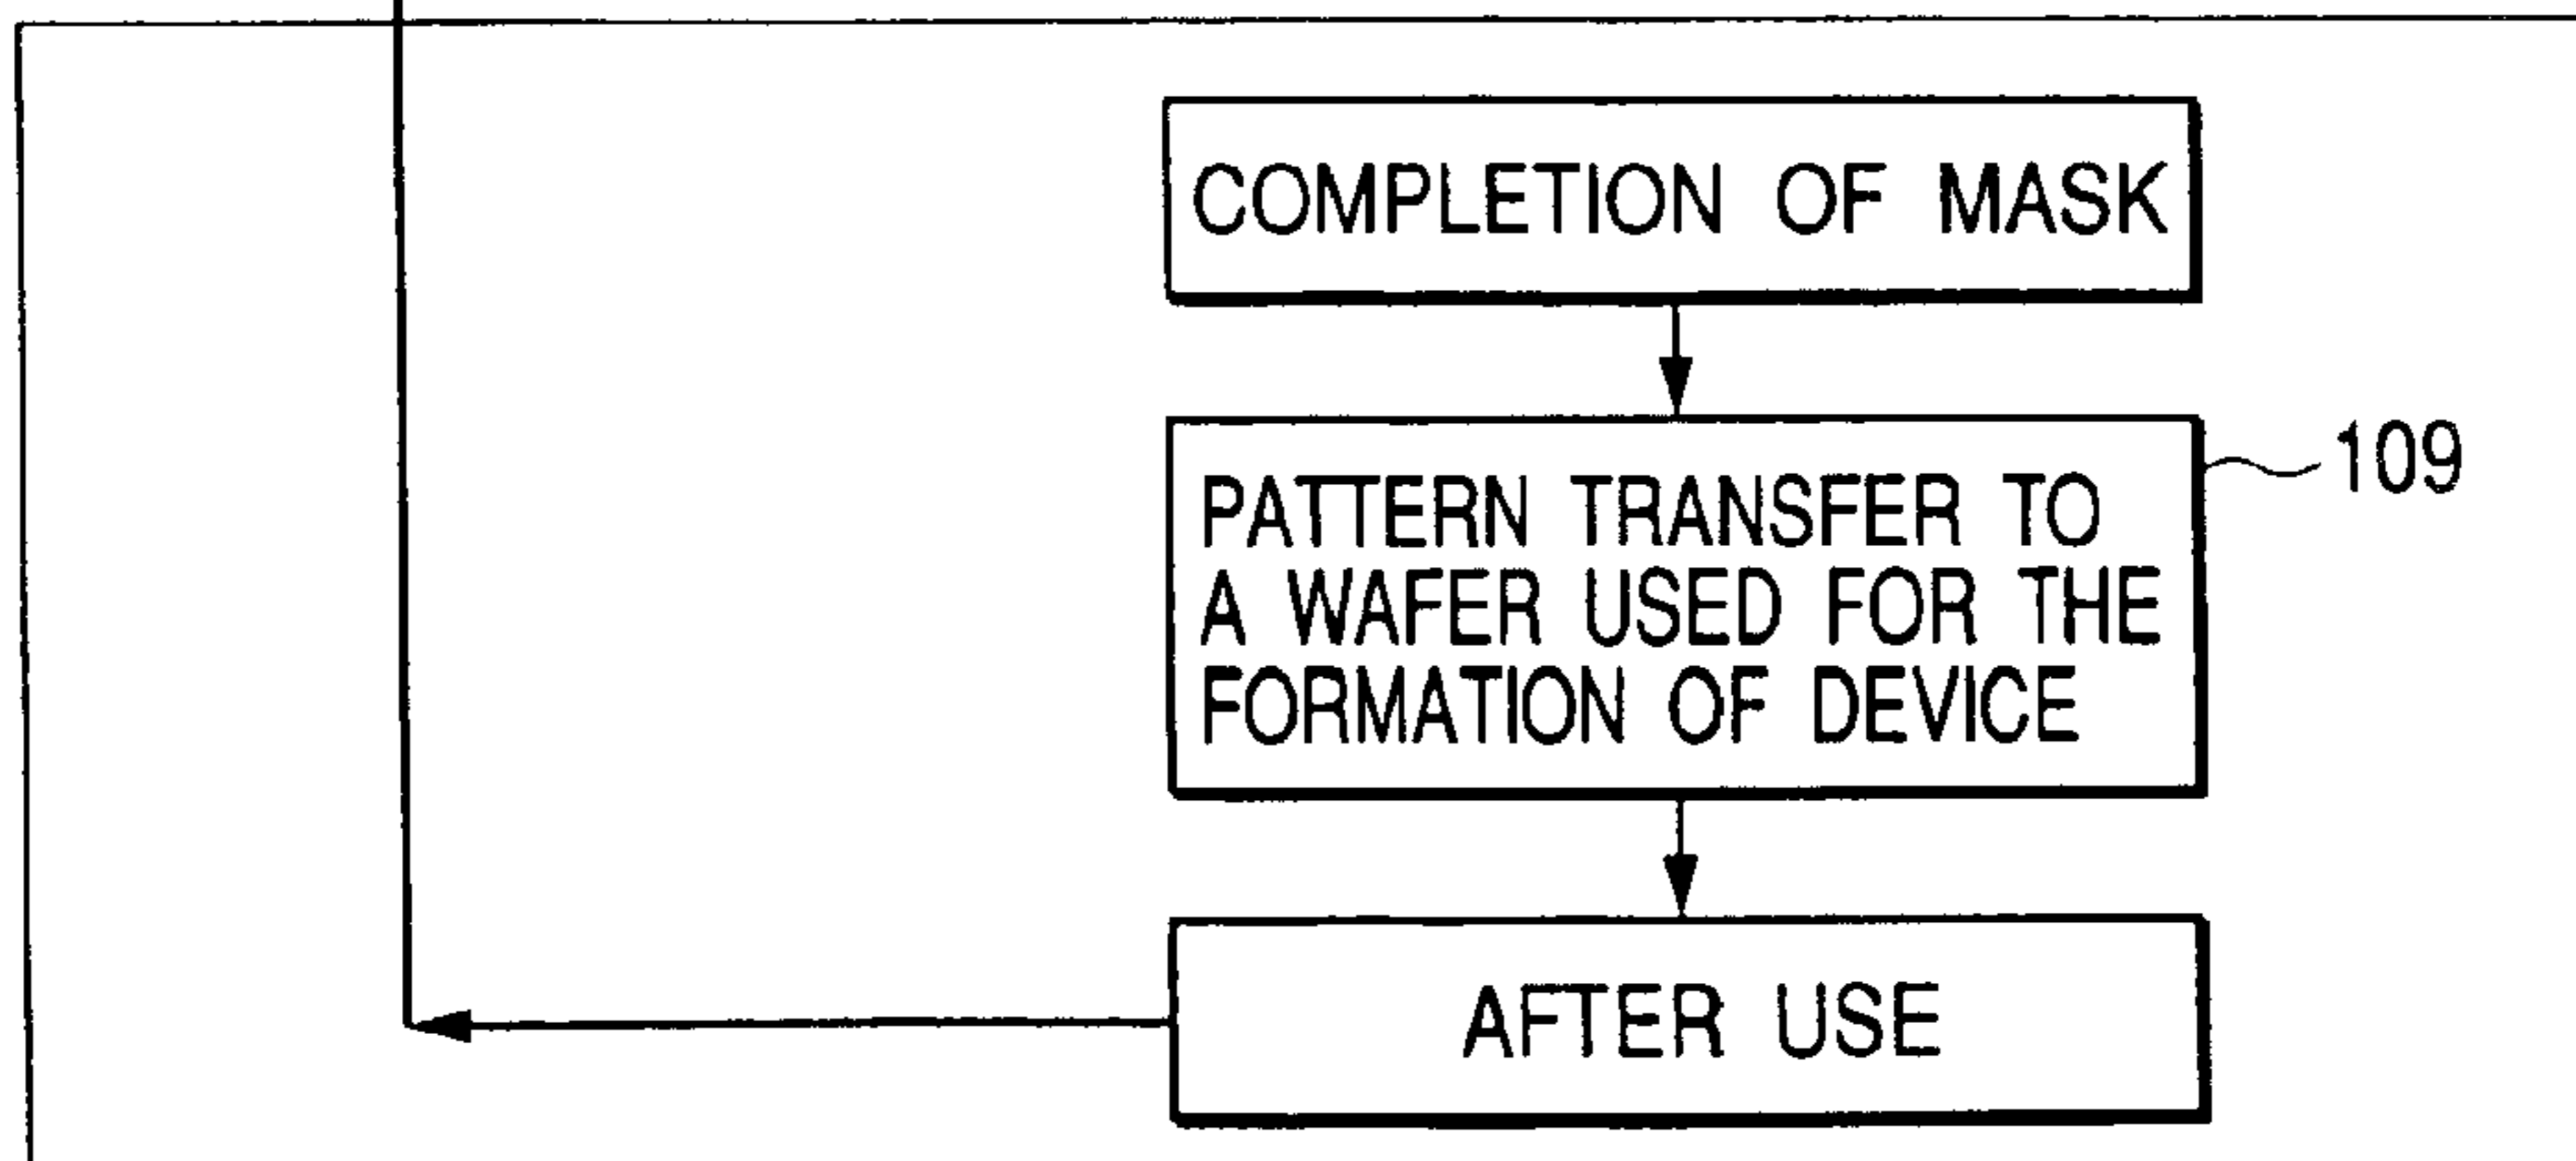 COMPLETION OF MASK
PATTERN TRANSFER TO
A WAFER USED FOR THE
FORMATION OF DEVICE
109
AFTER USE